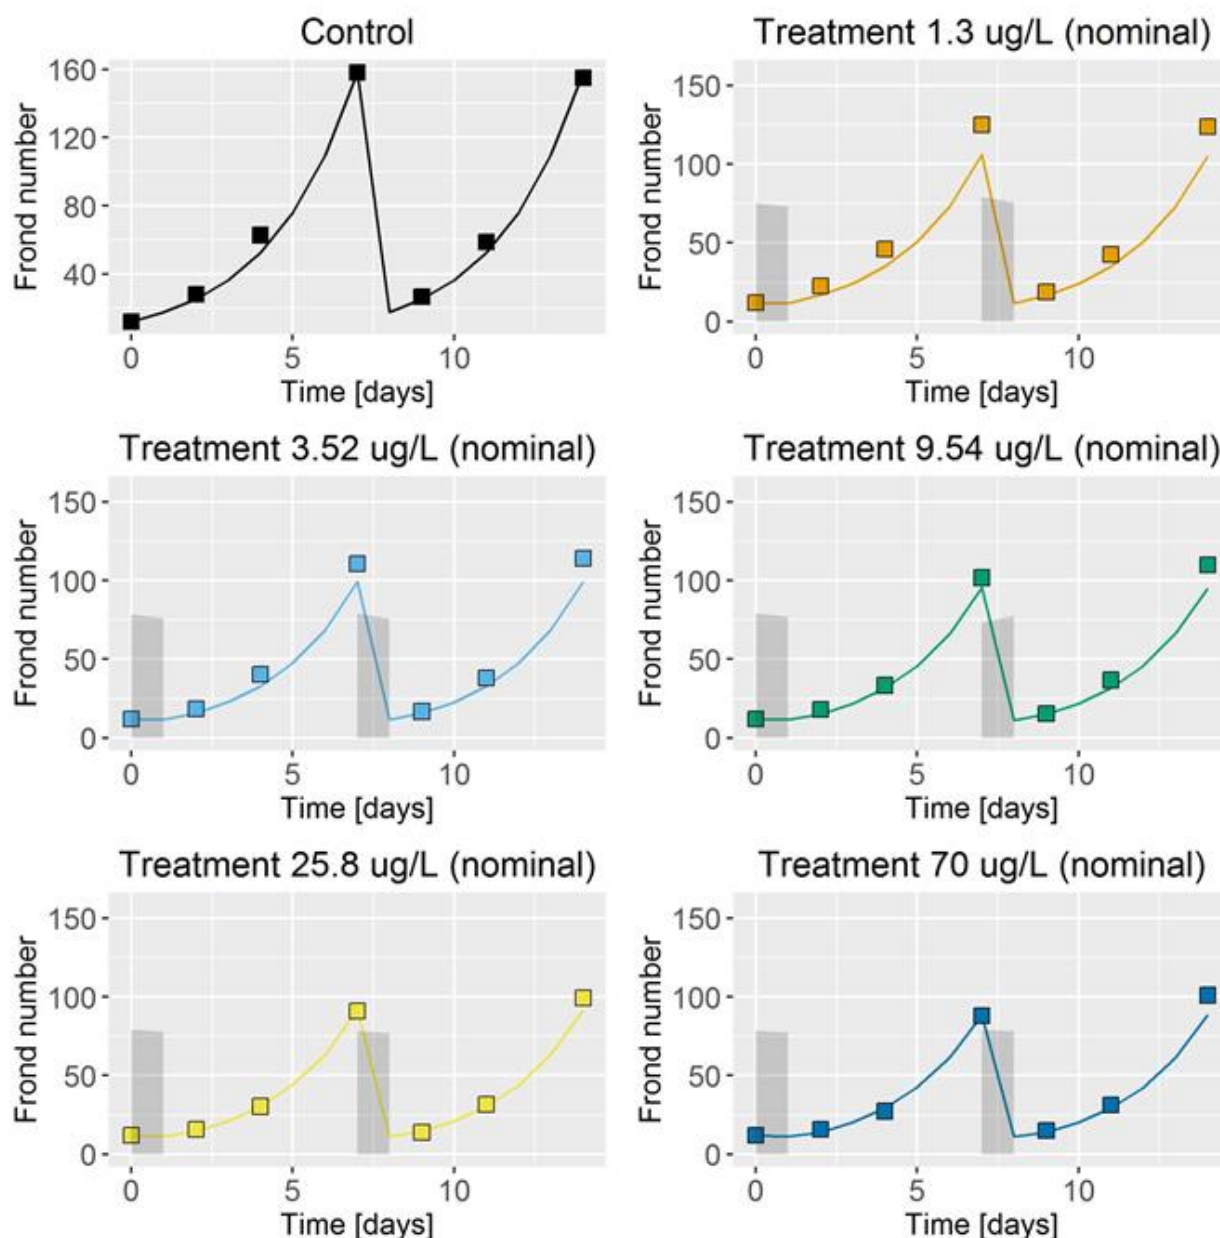 Control
Frond number
160
120
80
40
0 5 10
Time [days]
Treatment 1.3 ug/L (nominal)
Frond number
150
100
50
0
0 5 10
Time [days]
Treatment 3.52 ug/L (nominal)
Frond number
150
100
50
0
0 5 10
Time [days]
Treatment 9.54 ug/L (nominal)
Frond number
150
100
50
0
0 5 10
Time [days]
Treatment 25.8 ug/L (nominal)
Frond number
150
100
50
0
0 5 10
Time [days]
Treatment 70 ug/L (nominal)
Frond number
150
100
50
0
0 5 10
Time [days]